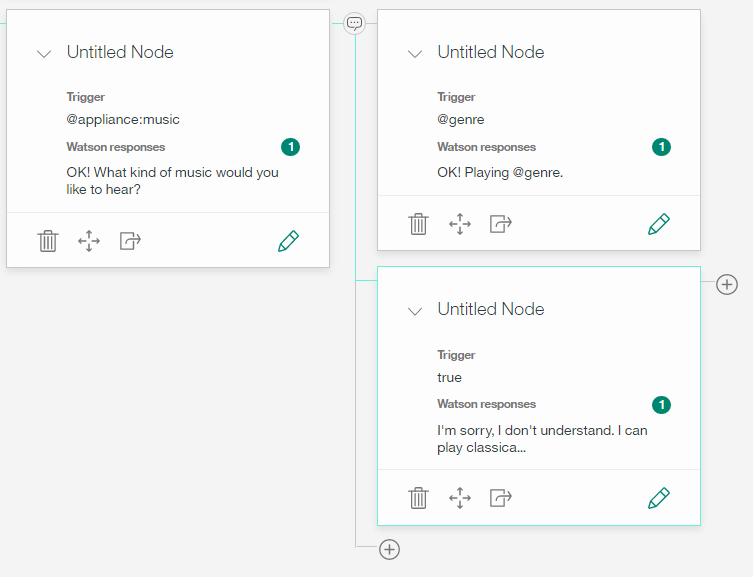 Untitled Node
Trigger
@appliance:music
Watson responses
1
OK! What kind of music would you
like to hear?
Untitled Node
Trigger
@genre
Watson responses
1
OK! Playing @genre.
Untitled Node
Trigger
true
Watson responses
1
I'm sorry, I don't understand. I can
play classica...